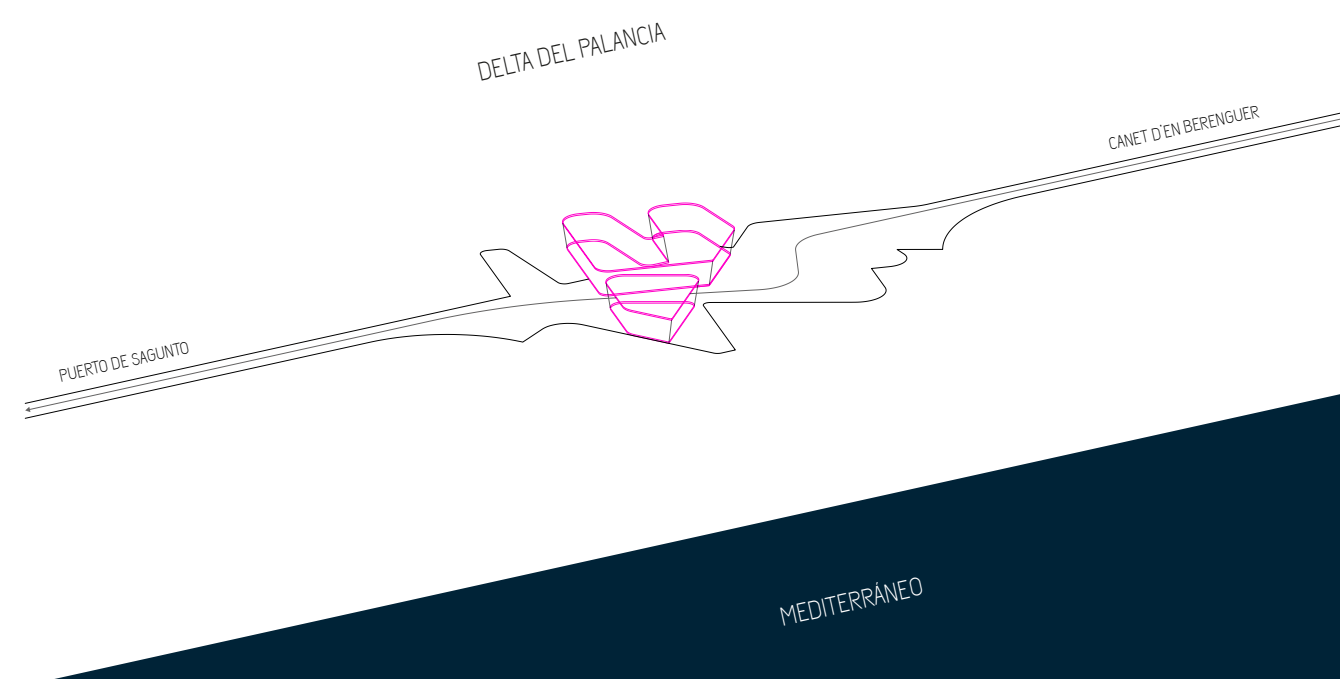 DELTA DEL PALANCIA
CANET D'EN BERENGUER
PUERTO DE SAGUNTO
MEDITERRÁNEO